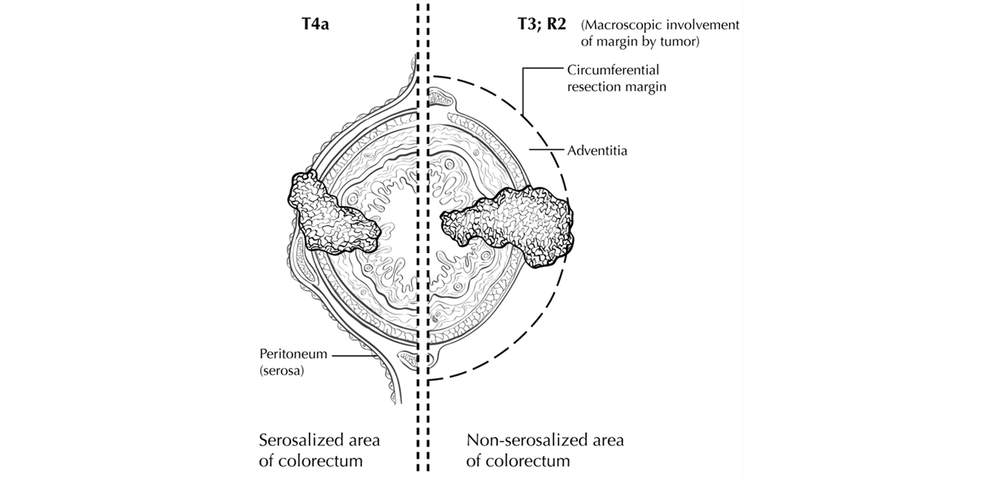 T4a
T3; R2 (Macroscopic involvement
of margin by tumor)
Circumferential
resection margin
Adventitia
Peritoneum
(serosa)
Serosalized area
of colorectum
Non-serosalized area
of colorectum